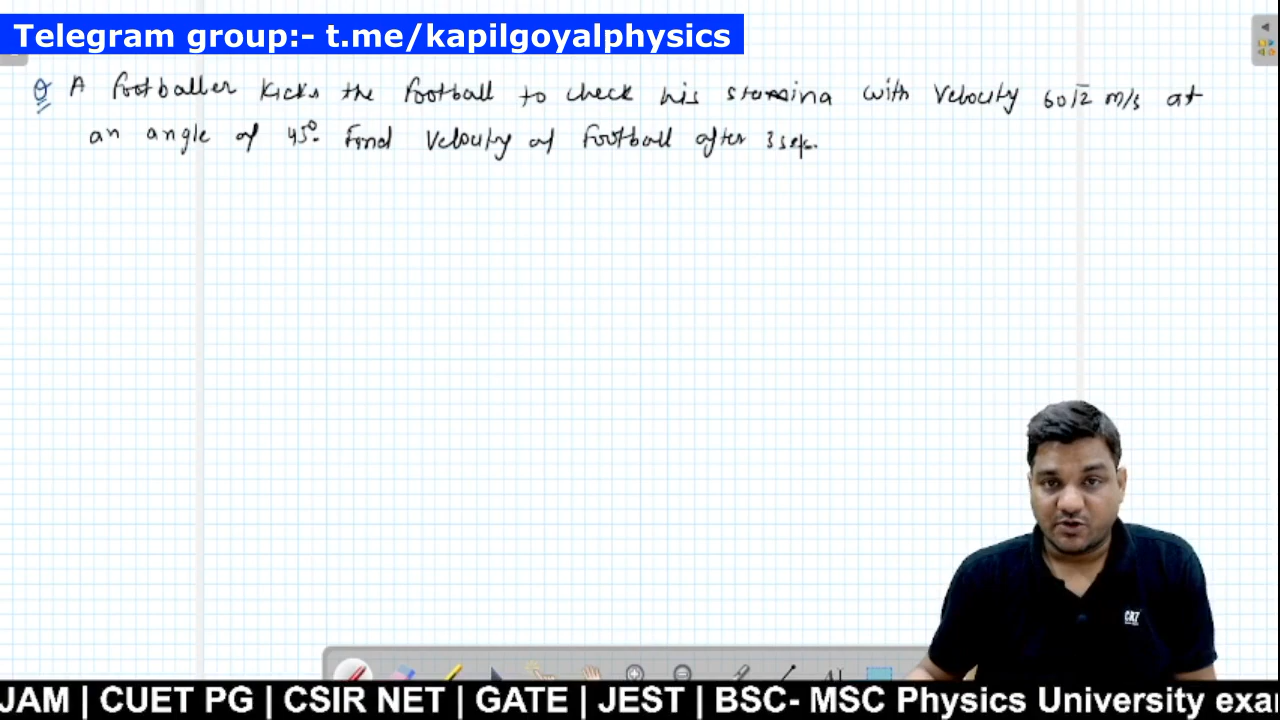 Telegram group:- t.me/kapilgoyalphysics
Q A footballer kicks the football to check his stamina with velocity 60√2 m/s at
an angle of 45°. Find velocity of football after 3 sec.
CR7
JAM | CUET PG | CSIR NET | GATE | JEST | BSC- MSC Physics University exa